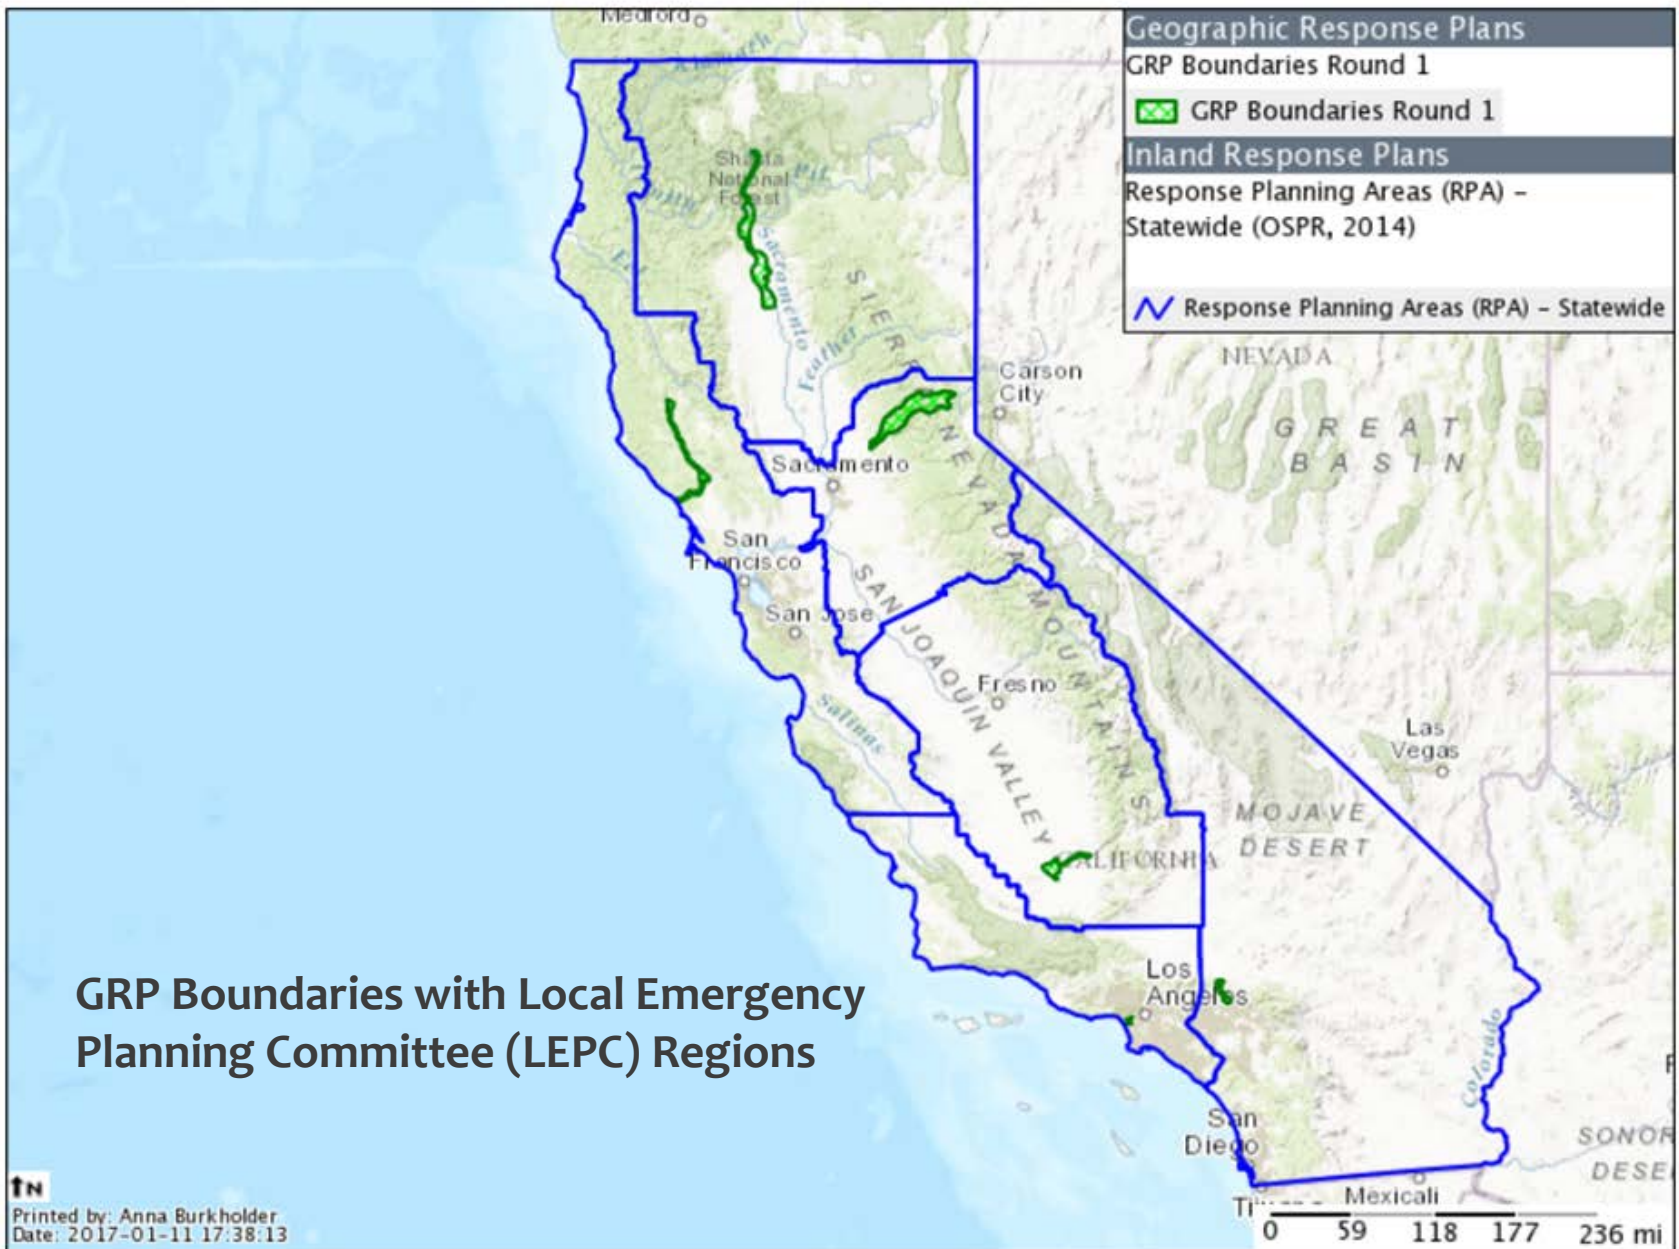 Medford
Klamath
Geographic Response Plans
GRP Boundaries Round 1
GRP Boundaries Round 1
Inland Response Plans
Response Planning Areas (RPA) –
Statewide (OSPR, 2014)
Response Planning Areas (RPA) – Statewide
Shasta
National
Forest
Pit
Trinity
Eel
Sacramento
Feather
SIERRA
NEVADA
MOUNTAINS
Carson
City
NEVADA
GREAT
BASIN
Sacramento
San
Francisco
San Jose
SAN JOAQUIN VALLEY
Fresno
Salinas
Las
Vegas
MOJAVE
DESERT
CALIFORNIA
Los
Angeles
GRP Boundaries with Local Emergency
Planning Committee (LEPC) Regions
Colorado
San
Diego
Mexicali
N
Printed by: Anna Burkholder
Date: 2017-01-11 17:38:13
0 59 118 177 236 mi